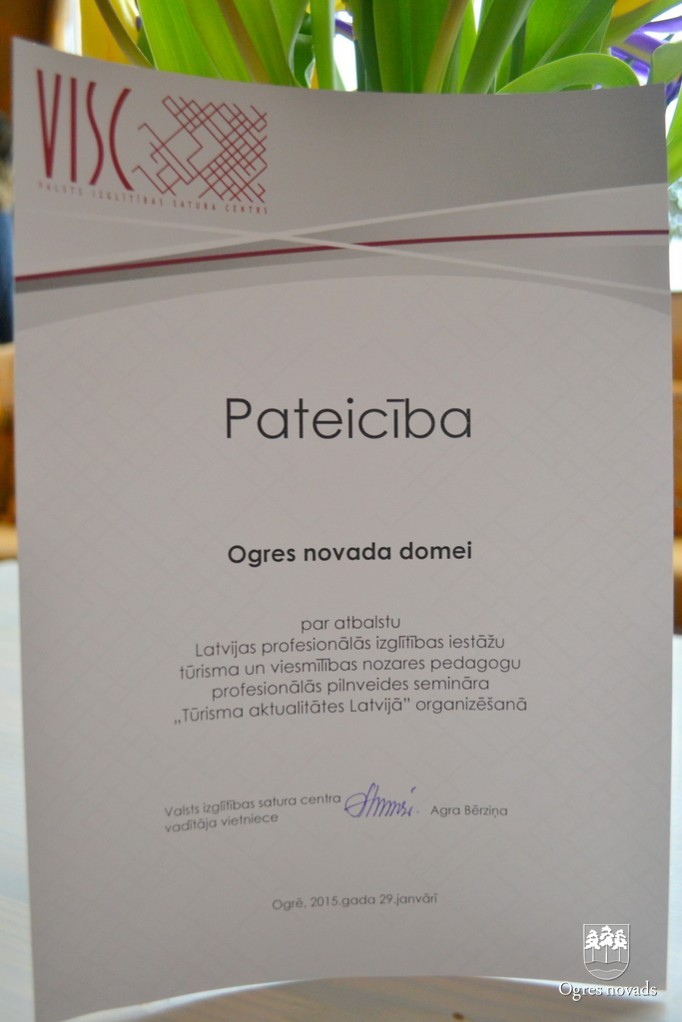 VISC
VALSTS IZGLĪTĪBAS SATURA CENTRS
Pateicība
Ogres novada domei
par atbalstu
Latvijas profesionālās izglītības iestāžu
tūrisma un viesmīlības nozares pedagogu
profesionālās pilnveides semināra
„Tūrisma aktualitātes Latvijā” organizēšanā
Valsts izglītības satura centra
vadītāja vietniece
Agra Bērziņa
Ogrē, 2015.gada 29.janvārī
Ogres novads